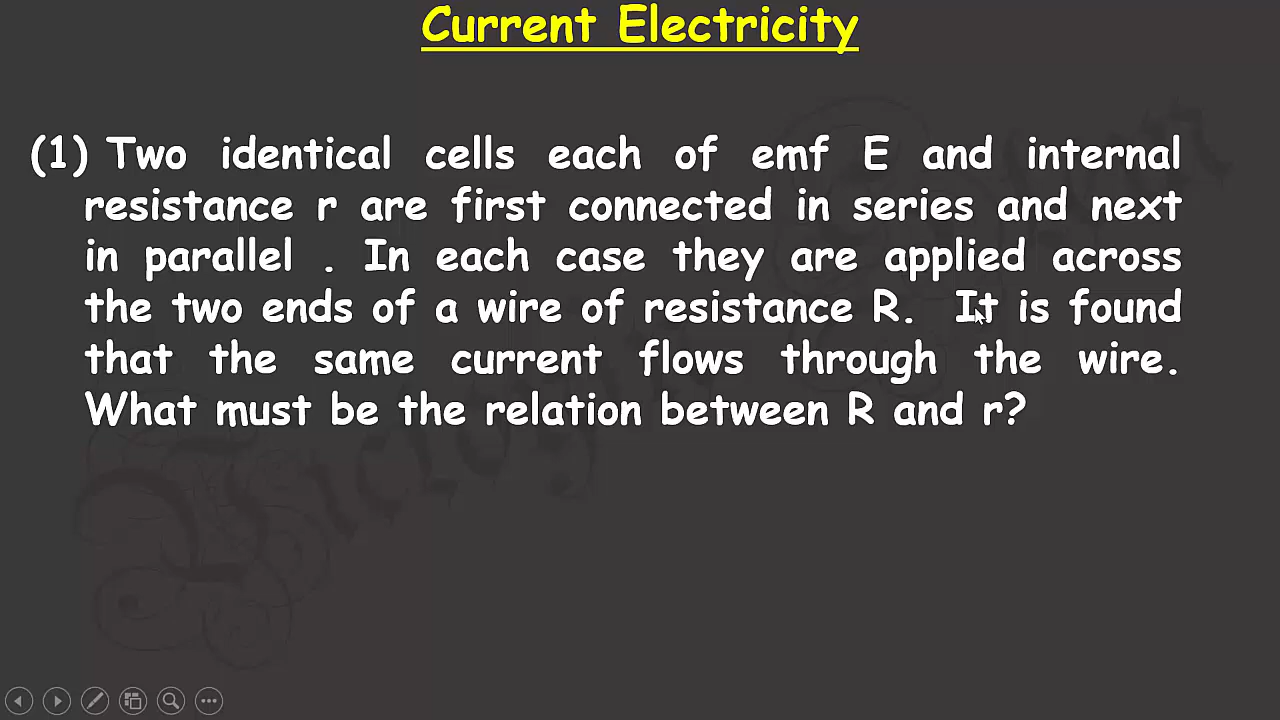 Current Electricity
(1) Two identical cells each of emf E and internal
resistance r are first connected in series and next
in parallel . In each case they are applied across
the two ends of a wire of resistance R. It is found
that the same current flows through the wire.
What must be the relation between R and r?